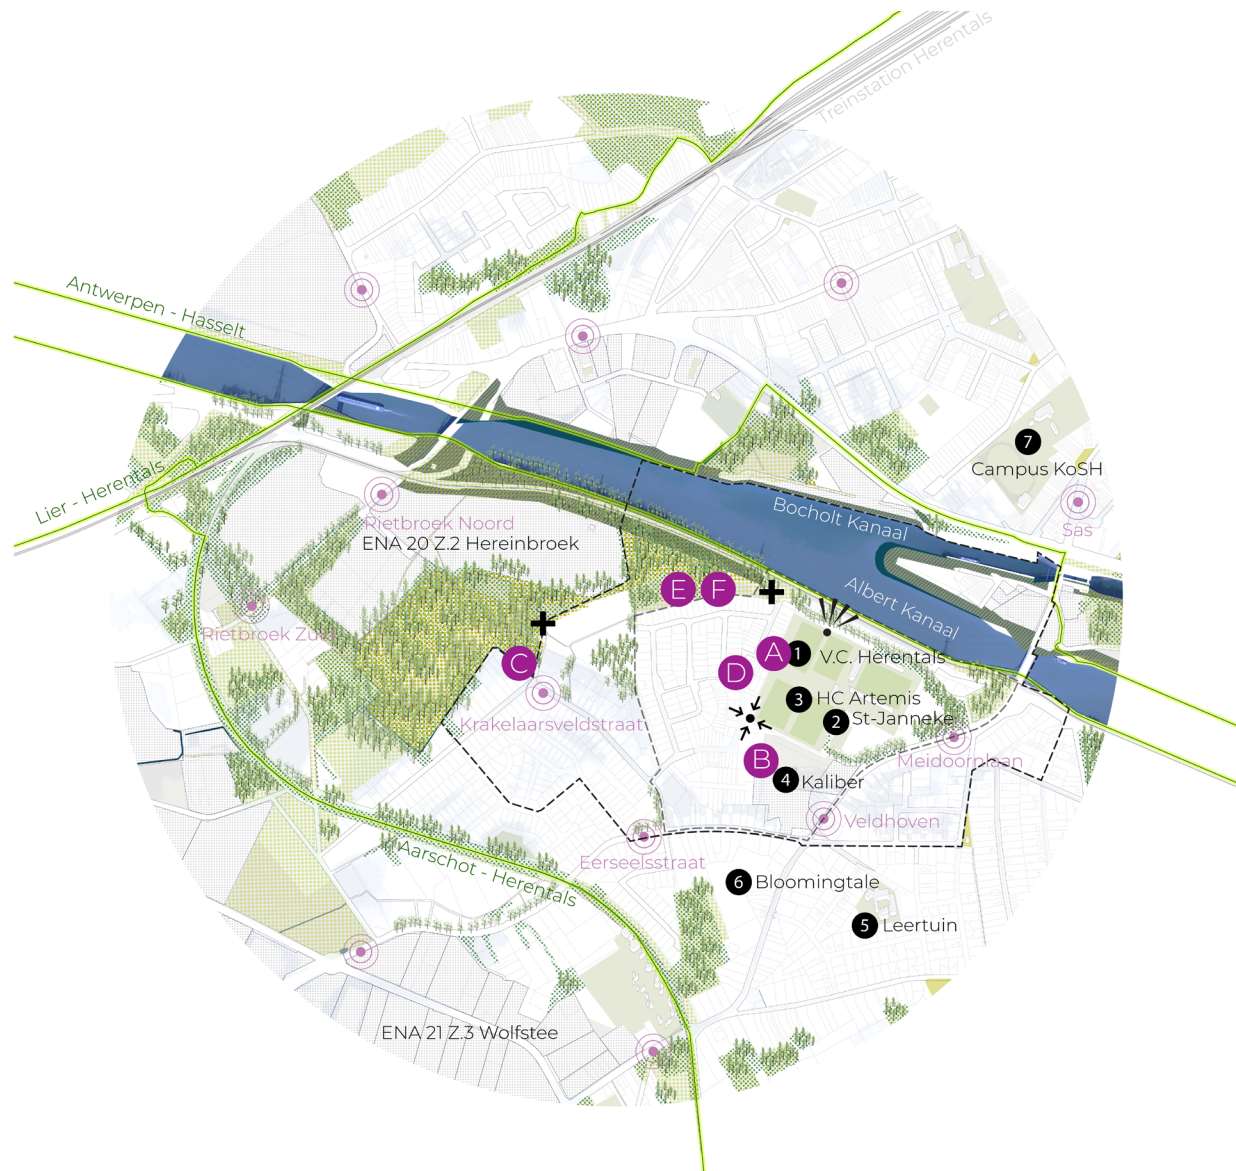 Treinstation Herentals
Antwerpen - Hasselt
7
Campus KoSH
Lier - Herentals
Rietbroek Noord
Bocholt Kanaal
Sas
ENA 20 Z.2 Hereinbroek
E
F
Albert Kanaal
Rietbroek Zuid
C
A
1
V.C. Herentals
D
3
HC Artemis
Krakelaarsveldstraat
2
St-Janneke
B
Meidoornlaan
4
Kaliber
Veldhoven
Eerseelsstraat
Aarschot - Herentals
6
Bloomingtale
5
Leertuin
ENA 21 Z.3 Wolfstee